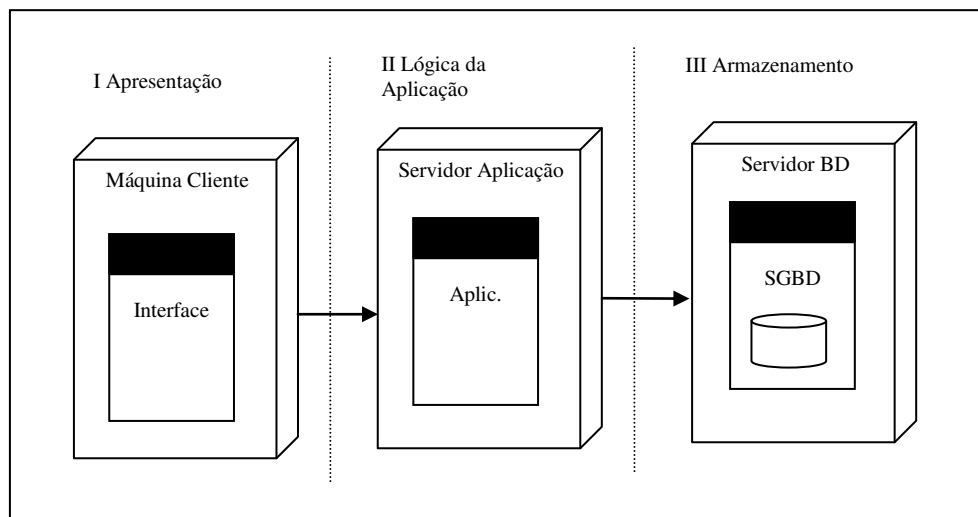 I Apresentação
II Lógica da
Aplicação
III Armazenamento
Máquina Cliente
Interface
Servidor Aplicação
Aplic.
Servidor BD
SGBD